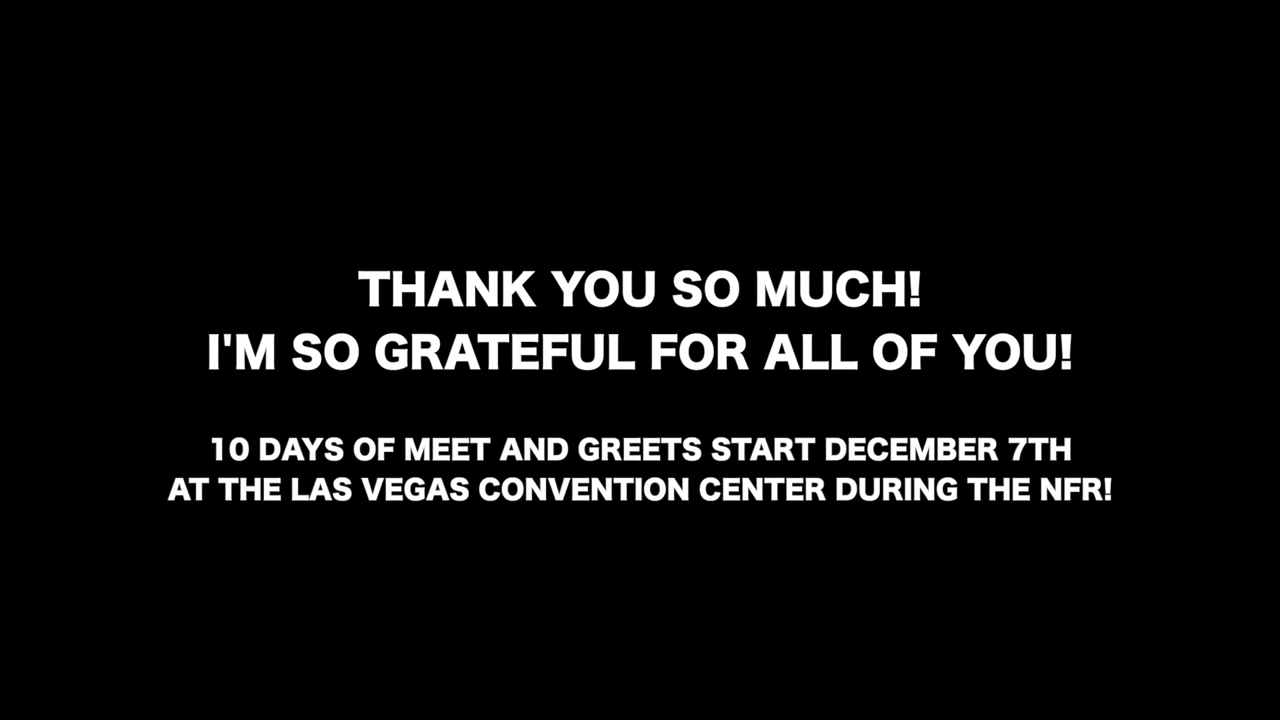 THANK YOU SO MUCH!
I'M SO GRATEFUL FOR ALL OF YOU!
10 DAYS OF MEET AND GREETS START DECEMBER 7TH
AT THE LAS VEGAS CONVENTION CENTER DURING THE NFR!